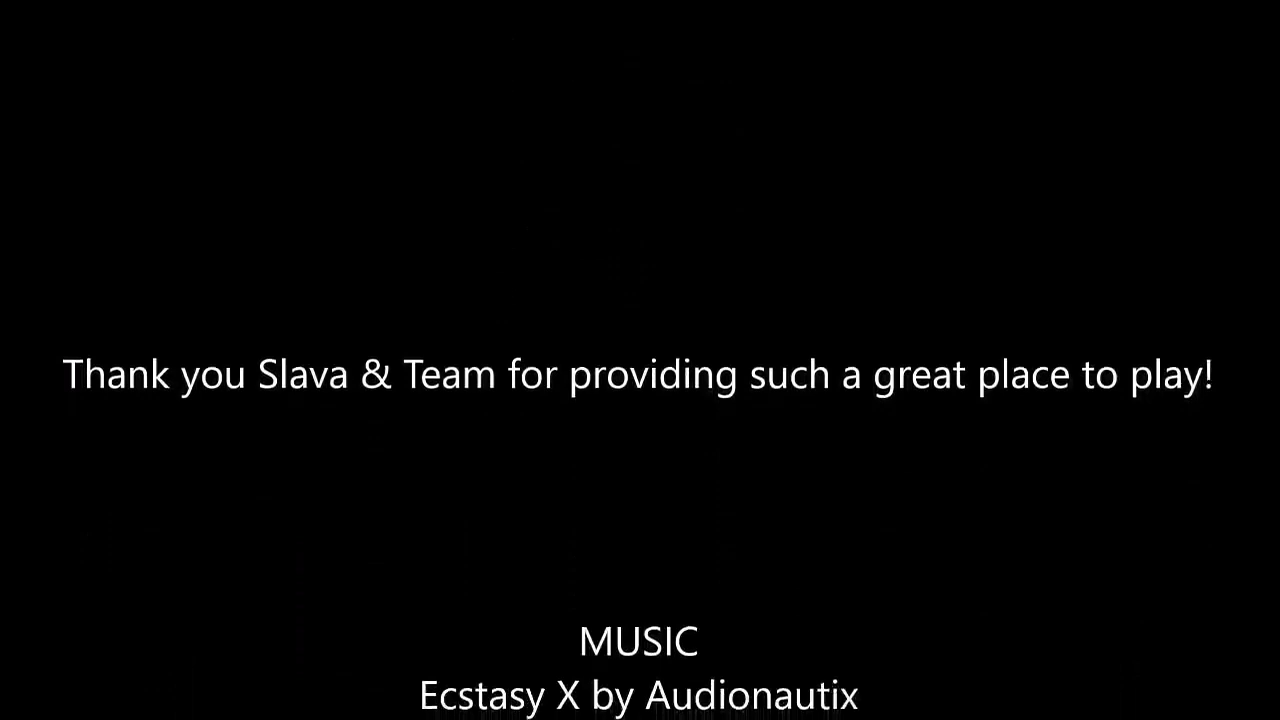 Thank you Slava & Team for providing such a great place to play!
MUSIC
Ecstasy X by Audionautix